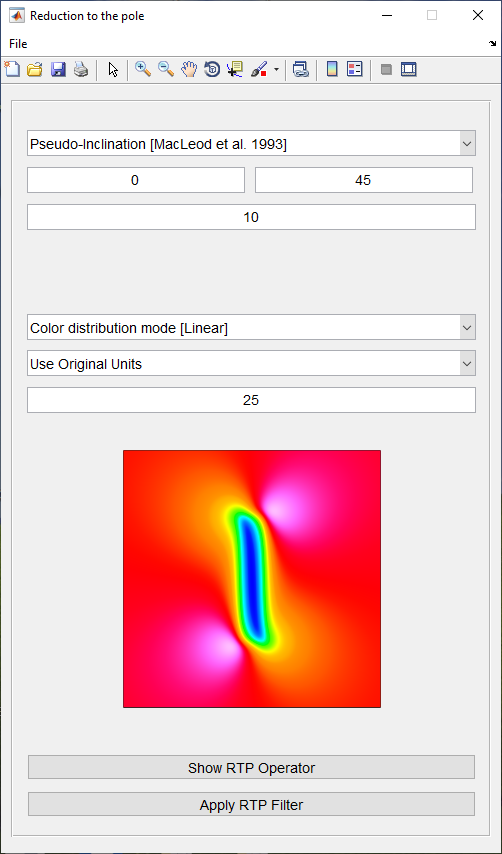 Reduction to the pole
File
Pseudo-Inclination [MacLeod et al. 1993]
0 45
10
Color distribution mode [Linear]
Use Original Units
25
Show RTP Operator
Apply RTP Filter